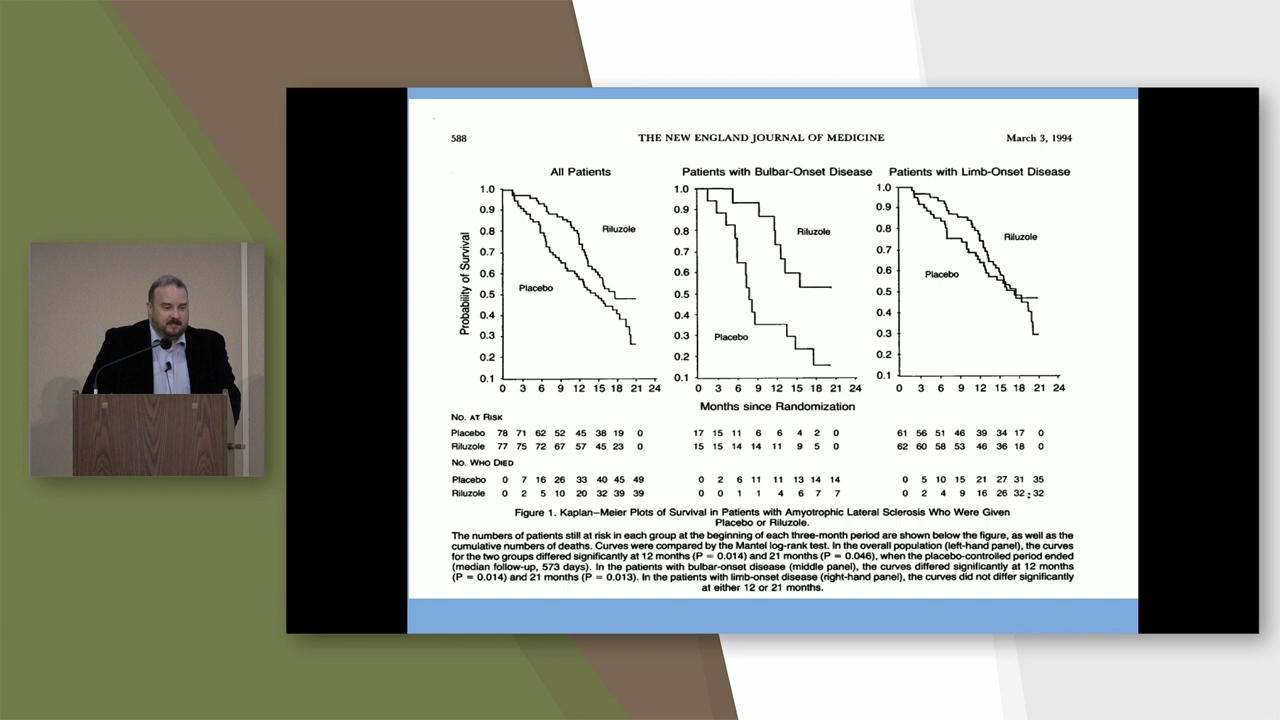 588 THE NEW ENGLAND JOURNAL OF MEDICINE March 3, 1994
All Patients Patients with Bulbar-Onset Disease Patients with Limb-Onset Disease
Probability of Survival
1.0
0.9
0.8
0.7
0.6
0.5
0.4
0.3
0.2
0.1
Riluzole
Placebo
0 3 6 9 12 15 18 21 24
1.0
0.9
0.8
0.7
0.6
0.5
0.4
0.3
0.2
0.1
Riluzole
Placebo
0 3 6 9 12 15 18 21 24
1.0
0.9
0.8
0.7
0.6
0.5
0.4
0.3
0.2
0.1
Riluzole
Placebo
0 3 6 9 12 15 18 21 24
Months since Randomization
No. at Risk
Placebo 78 71 62 52 45 38 19 0 17 15 11 6 6 4 2 0 61 56 51 46 39 34 17 0
Riluzole 77 75 72 67 57 45 23 0 15 15 14 14 11 9 5 0 62 60 58 53 46 36 18 0
No. Who Died
Placebo 0 7 16 26 33 40 45 49 0 2 6 11 11 13 14 14 0 5 10 15 21 27 31 35
Riluzole 0 2 5 10 20 32 39 39 0 0 1 1 4 6 7 7 0 2 4 9 16 26 32 32
Figure 1. Kaplan–Meier Plots of Survival in Patients with Amyotrophic Lateral Sclerosis Who Were Given
Placebo or Riluzole.
The numbers of patients still at risk in each group at the beginning of each three-month period are shown below the figure, as well as the
cumulative numbers of deaths. Curves were compared by the Mantel log-rank test. In the overall population (left-hand panel), the curves
for the two groups differed significantly at 12 months (P = 0.014) and 21 months (P = 0.046), when the placebo-controlled period ended
(median follow-up, 573 days). In the patients with bulbar-onset disease (middle panel), the curves differed significantly at 12 months
(P = 0.014) and 21 months (P = 0.013). In the patients with limb-onset disease (right-hand panel), the curves did not differ significantly
at either 12 or 21 months.